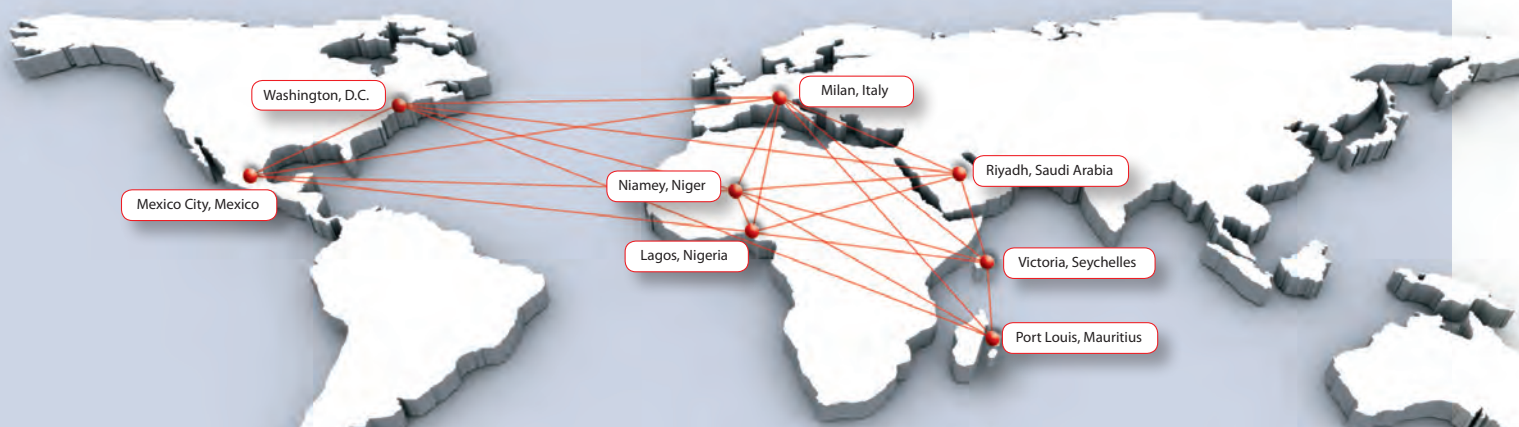 Washington, D.C.
Milan, Italy
Riyadh, Saudi Arabia
Niamey, Niger
Mexico City, Mexico
Lagos, Nigeria
Victoria, Seychelles
Port Louis, Mauritius